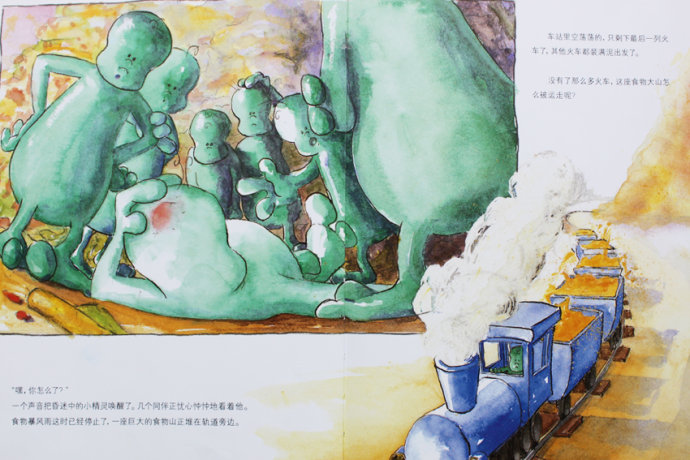 车站里空荡荡的，只剩下最后一列火
车了，其他火车都装满泥出发了。
没有了那么多火车，这座食物大山怎
么被运走呢？
“嘿，你怎么了？”
一个声音把昏迷中的小精灵唤醒了。几个同伴正忧心忡忡地看着他。
食物暴风雨这时已经停止了，一座巨大的食物山正堆在轨道旁边。